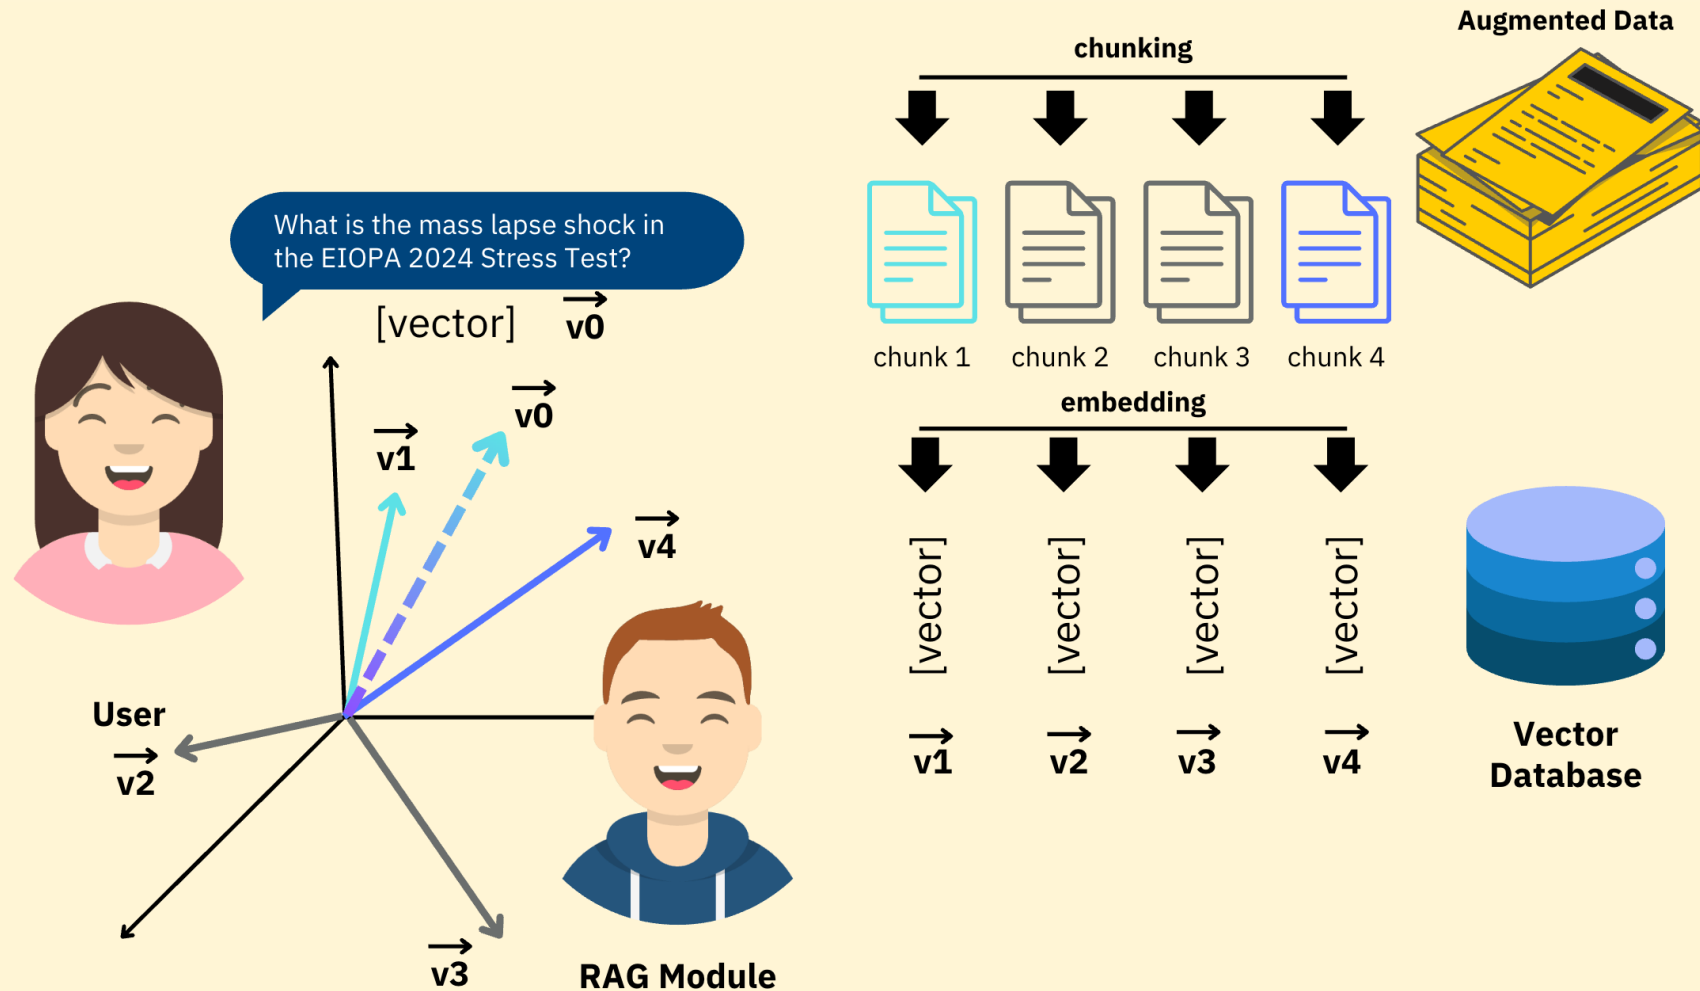 Augmented Data
chunking
chunk 1
chunk 2
chunk 3
chunk 4
embedding
[vector]
[vector]
[vector]
[vector]
v1
v2
v3
v4
Vector
Database
What is the mass lapse shock in
the EIOPA 2024 Stress Test?
[vector]
v0
v0
v1
v4
User
v2
v3
RAG Module